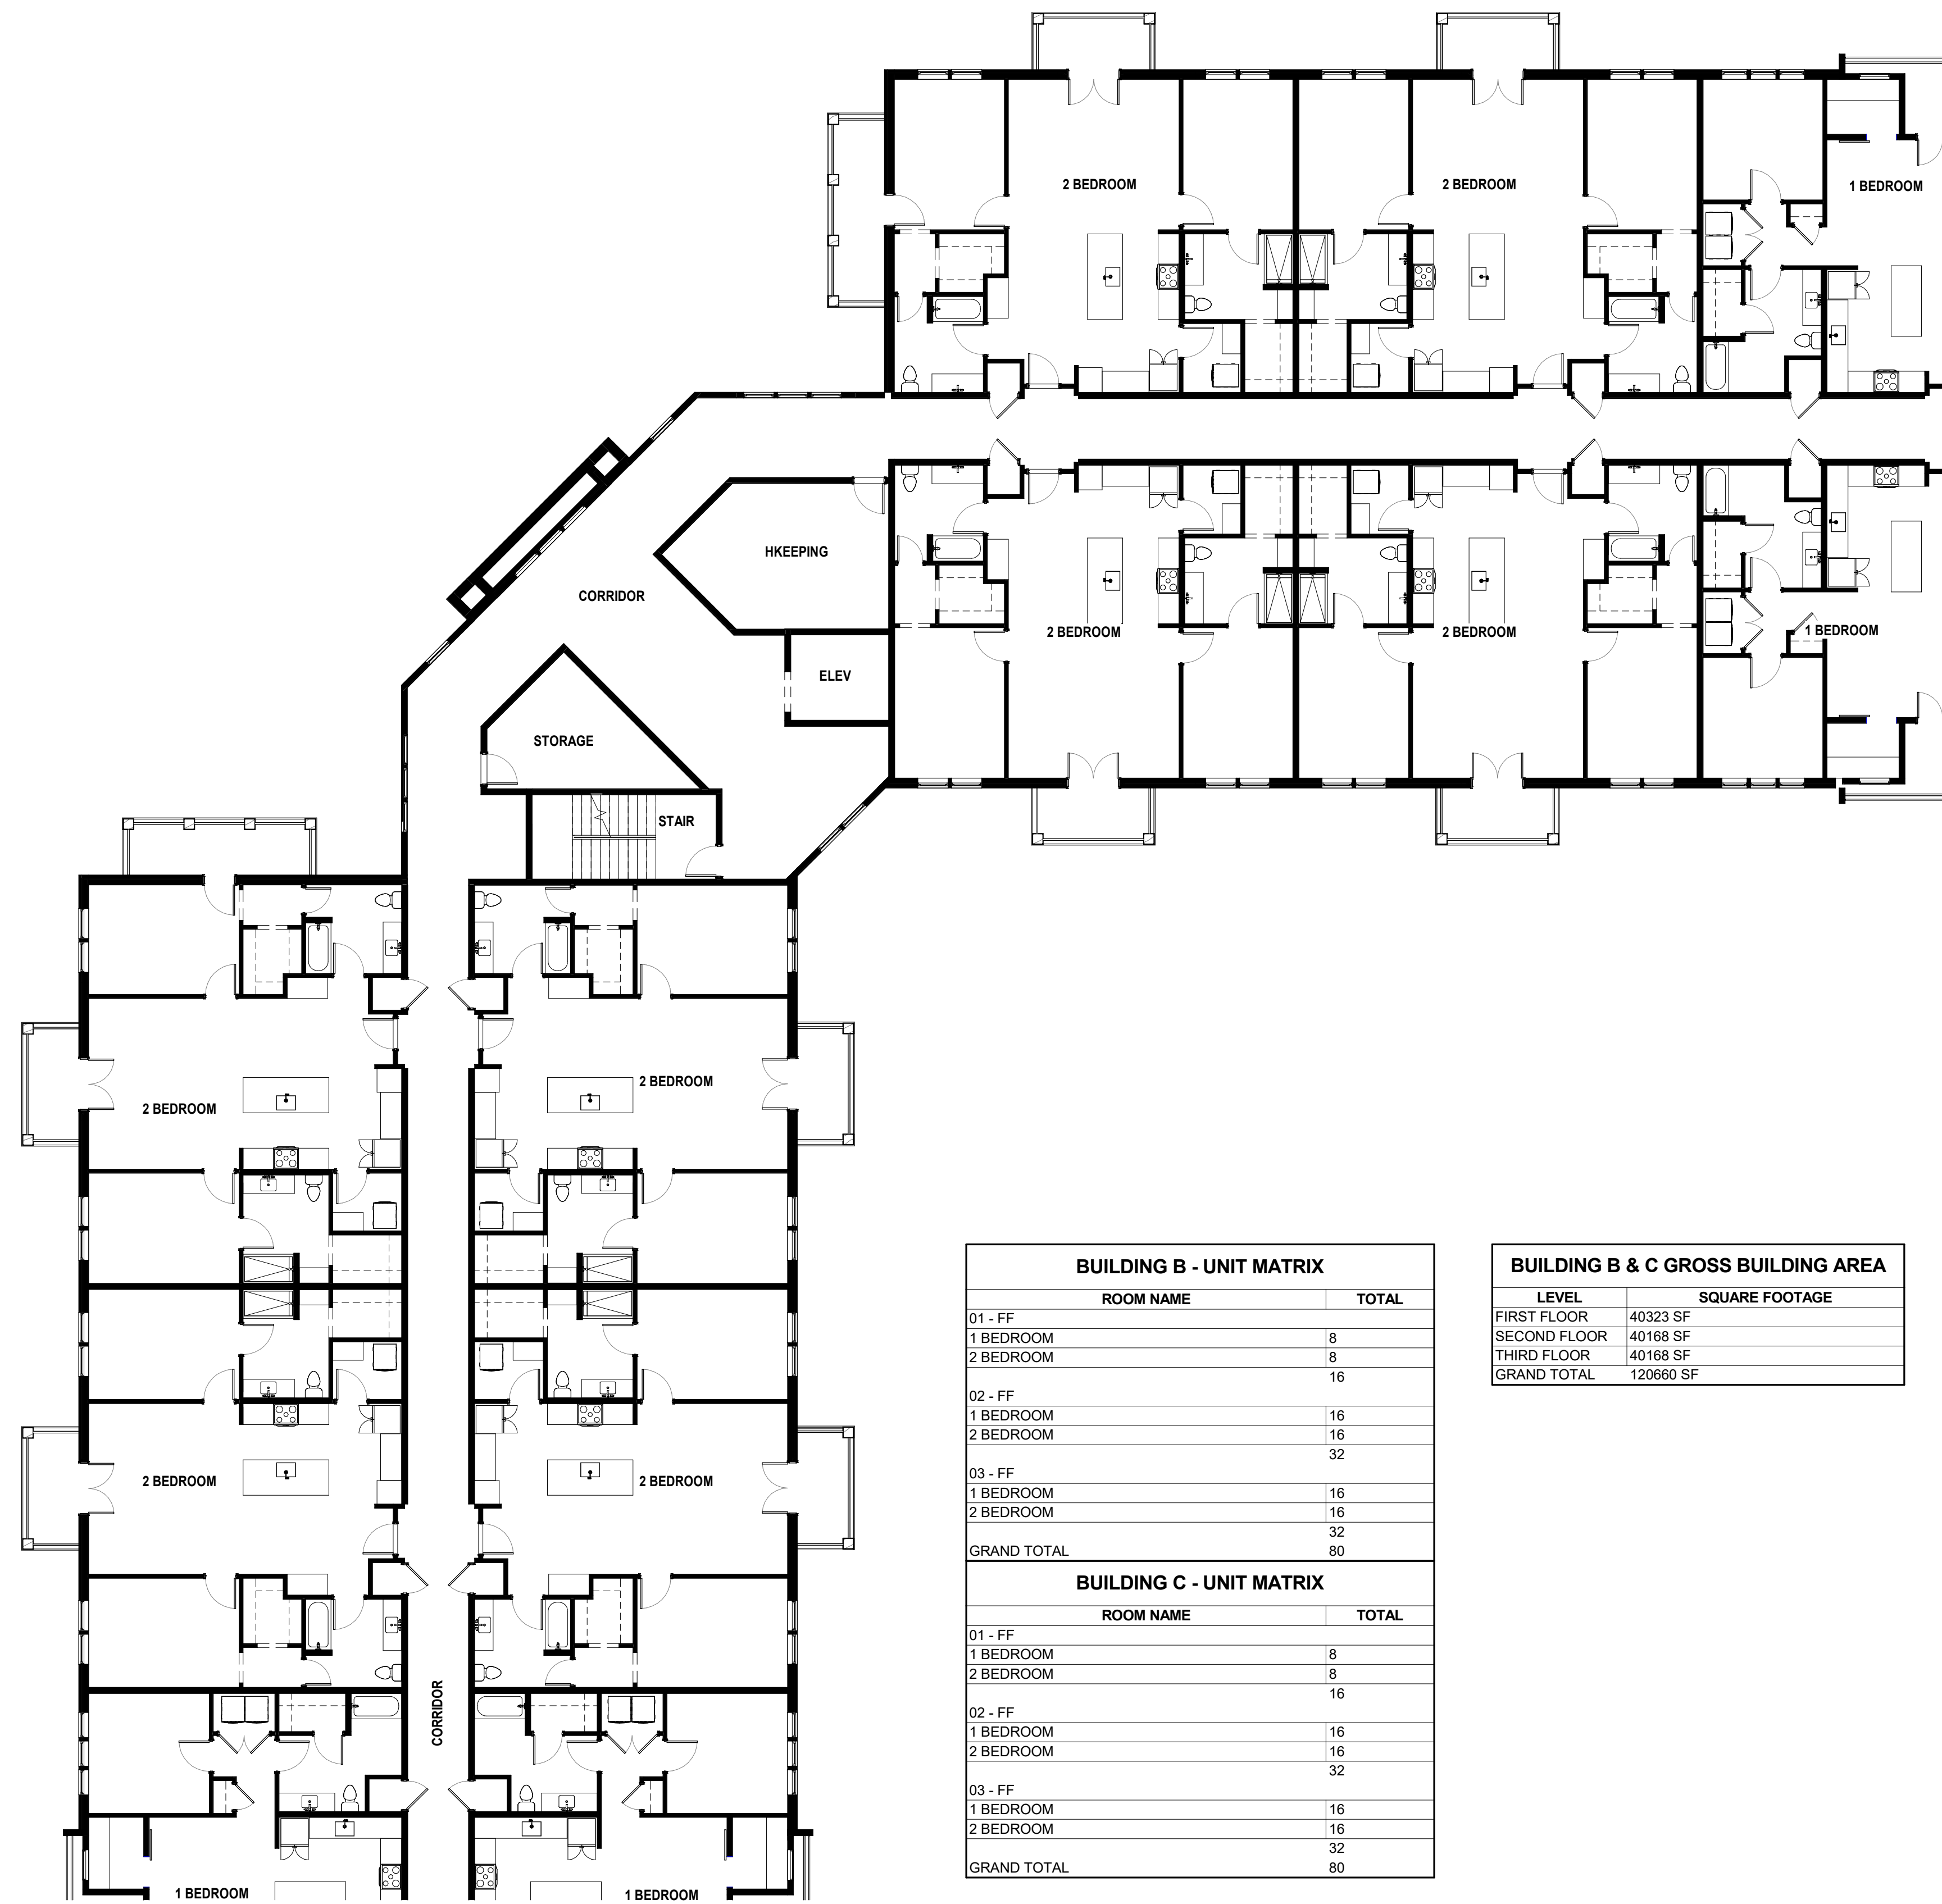 2 BEDROOM
2 BEDROOM
1 BEDROOM
HKEEPING
CORRIDOR
2 BEDROOM
2 BEDROOM
1 BEDROOM
ELEV
STORAGE
STAIR
2 BEDROOM
2 BEDROOM
2 BEDROOM
2 BEDROOM
CORRIDOR
1 BEDROOM
1 BEDROOM
BUILDING B - UNIT MATRIX
ROOM NAME TOTAL
01 - FF
1 BEDROOM 8
2 BEDROOM 8
16
02 - FF
1 BEDROOM 16
2 BEDROOM 16
32
03 - FF
1 BEDROOM 16
2 BEDROOM 16
32
GRAND TOTAL 80
BUILDING C - UNIT MATRIX
ROOM NAME TOTAL
01 - FF
1 BEDROOM 8
2 BEDROOM 8
16
02 - FF
1 BEDROOM 16
2 BEDROOM 16
32
03 - FF
1 BEDROOM 16
2 BEDROOM 16
32
GRAND TOTAL 80
BUILDING B & C GROSS BUILDING AREA
LEVEL SQUARE FOOTAGE
FIRST FLOOR 40323 SF
SECOND FLOOR 40168 SF
THIRD FLOOR 40168 SF
GRAND TOTAL 120660 SF